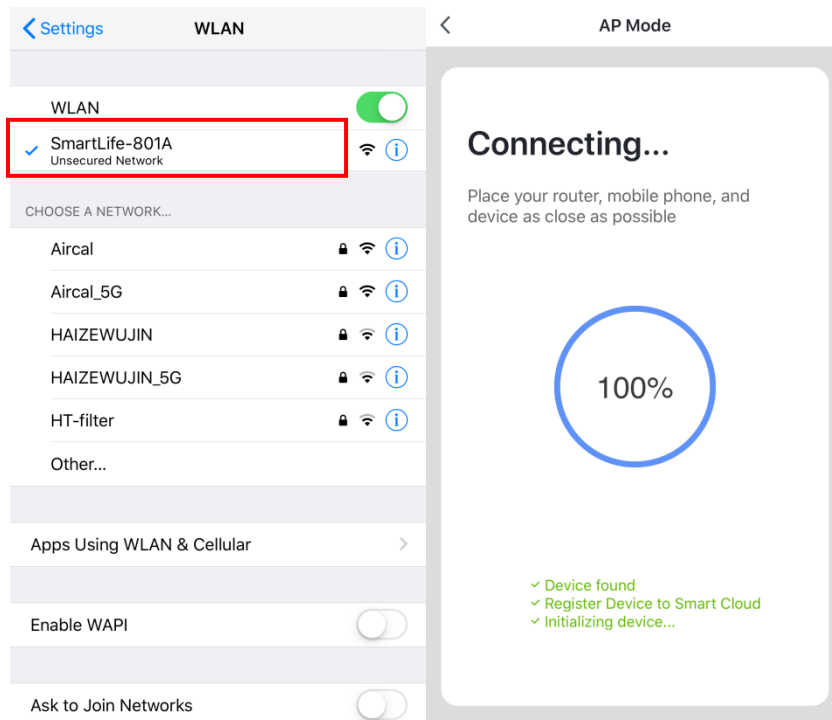 Settings
WLAN
WLAN
SmartLife-801A
Unsecured Network
CHOOSE A NETWORK...
Aircal
Aircal_5G
HAIZEWUJIN
HAIZEWUJIN_5G
HT-filter
Other...
Apps Using WLAN & Cellular
Enable WAPI
Ask to Join Networks
AP Mode
Connecting...
Place your router, mobile phone, and
device as close as possible
100%
Device found
Register Device to Smart Cloud
Initializing device...